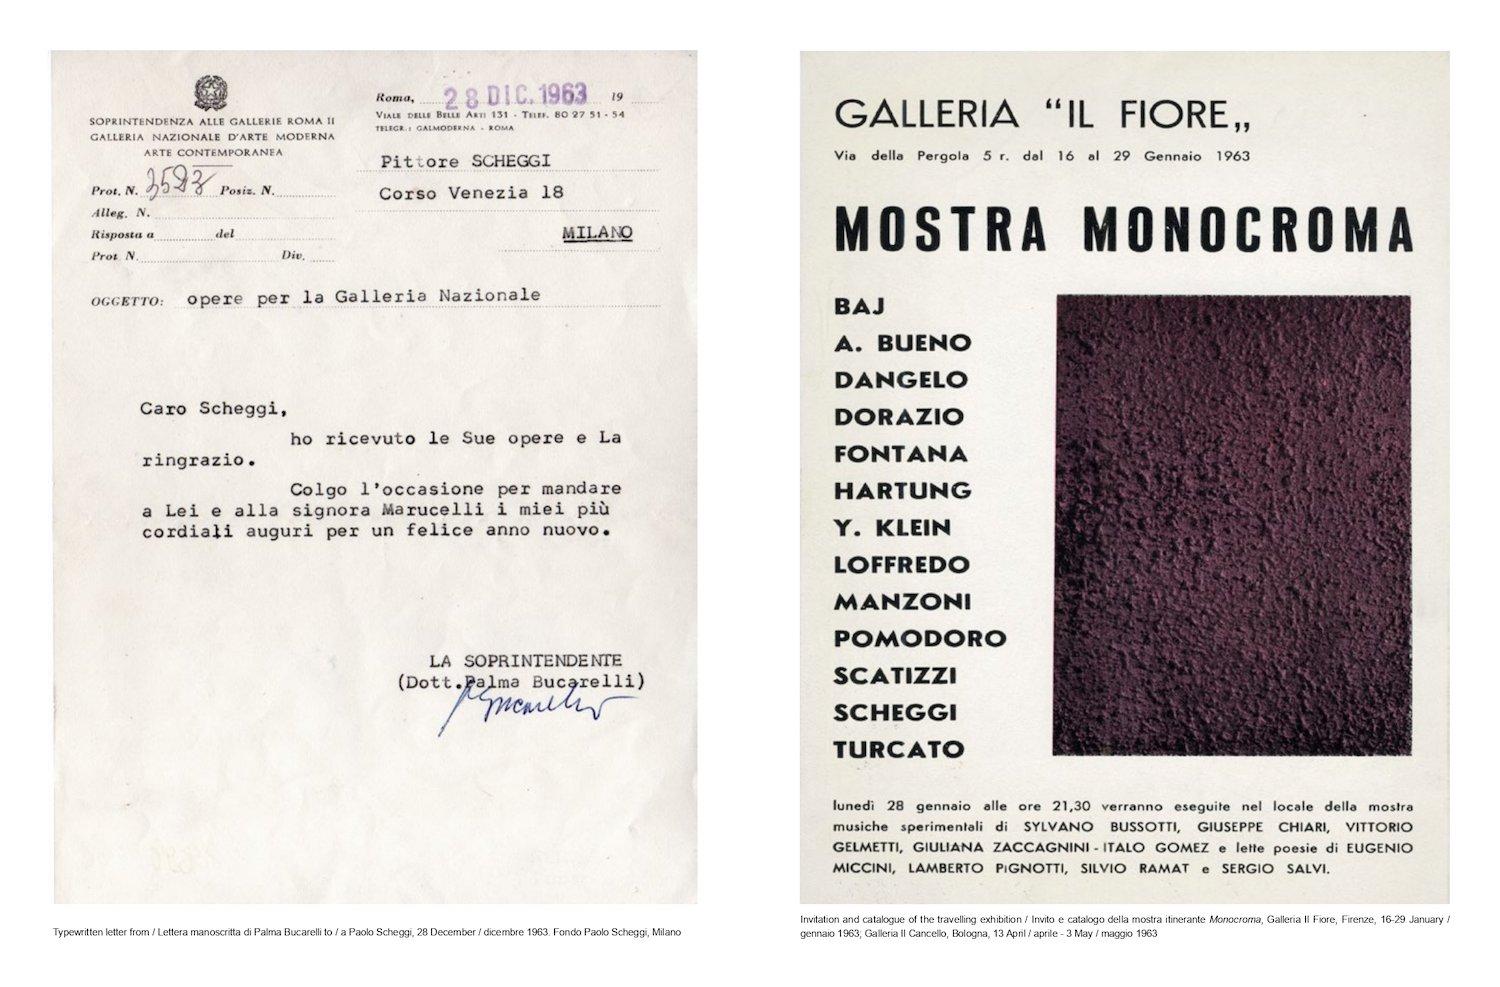 SOPRINTENDENZA ALLE GALLERIE ROMA II
GALLERIA NAZIONALE D'ARTE MODERNA
ARTE CONTEMPORANEA
Prot. N. Posiz. N.
Alleg. N.
Risposta a del
Prot. N. Div.
Roma, 28 DIC. 1963 19
VIALE DELLE BELLE ARTI 131 - TELEF. 80 27 51 - 54
TELEGR.: GALMODERNA - ROMA
Pittore SCHEGGI
Corso Venezia 18
MILANO
OGGETTO: opere per la Galleria Nazionale
Caro Scheggi,
ho ricevuto le Sue opere e La
ringrazio.
Colgo l'occasione per mandare
a Lei e alla signora Marucelli i miei più
cordiali auguri per un felice anno nuovo.
LA SOPRINTENDENTE
(Dott.Palma Bucarelli)
Typewritten letter from / Lettera manoscritta di Palma Bucarelli to / a Paolo Scheggi, 28 December / dicembre 1963. Fondo Paolo Scheggi, Milano
GALLERIA “IL FIORE„
Via della Pergola 5 r. dal 16 al 29 Gennaio 1963
MOSTRA MONOCROMA
BAJ
A. BUENO
DANGELO
DORAZIO
FONTANA
HARTUNG
Y. KLEIN
LOFFREDO
MANZONI
POMODORO
SCATIZZI
SCHEGGI
TURCATO
lunedì 28 gennaio alle ore 21,30 verranno eseguite nel locale della mostra
musiche sperimentali di SYLVANO BUSSOTTI, GIUSEPPE CHIARI, VITTORIO
GELMETTI, GIULIANA ZACCAGNINI - ITALO GOMEZ e lette poesie di EUGENIO
MICCINI, LAMBERTO PIGNOTTI, SILVIO RAMAT e SERGIO SALVI.
Invitation and catalogue of the travelling exhibition / Invito e catalogo della mostra itinerante Monocroma, Galleria Il Fiore, Firenze, 16-29 January /
gennaio 1963; Galleria Il Cancello, Bologna, 13 April / aprile - 3 May / maggio 1963